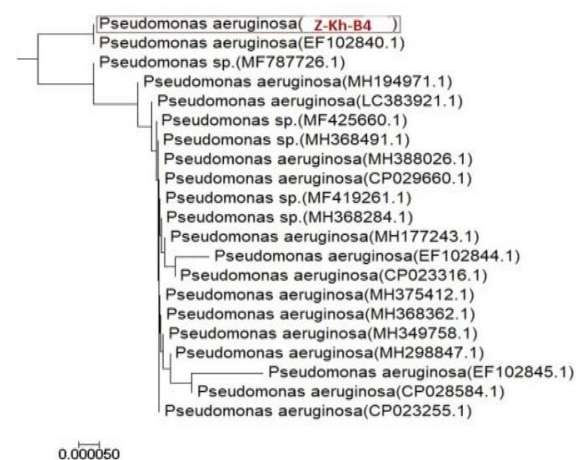 Pseudomonas aeruginosa( Z-Kh-B4 )
Pseudomonas aeruginosa(EF102840.1)
Pseudomonas sp.(MF787726.1)
Pseudomonas aeruginosa(MH194971.1)
Pseudomonas aeruginosa(LC383921.1)
Pseudomonas sp.(MF425660.1)
Pseudomonas sp.(MH368491.1)
Pseudomonas aeruginosa(MH388026.1)
Pseudomonas aeruginosa(CP029660.1)
Pseudomonas sp.(MF419261.1)
Pseudomonas sp.(MH368284.1)
Pseudomonas aeruginosa(MH177243.1)
Pseudomonas aeruginosa(EF102844.1)
Pseudomonas aeruginosa(CP023316.1)
Pseudomonas aeruginosa(MH375412.1)
Pseudomonas aeruginosa(MH368362.1)
Pseudomonas aeruginosa(MH349758.1)
Pseudomonas aeruginosa(MH298847.1)
Pseudomonas aeruginosa(EF102845.1)
Pseudomonas aeruginosa(CP028584.1)
Pseudomonas aeruginosa(CP023255.1)
0.000050